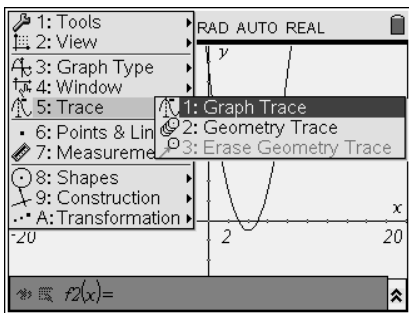 1: Tools
RAD AUTO REAL
2: View
y
3: Graph Type
4: Window
5: Trace
1: Graph Trace
6: Points & Lin
2: Geometry Trace
7: Measureme
3: Erase Geometry Trace
8: Shapes
9: Construction
A: Transformation
x
-20
2
20
f2(x)=